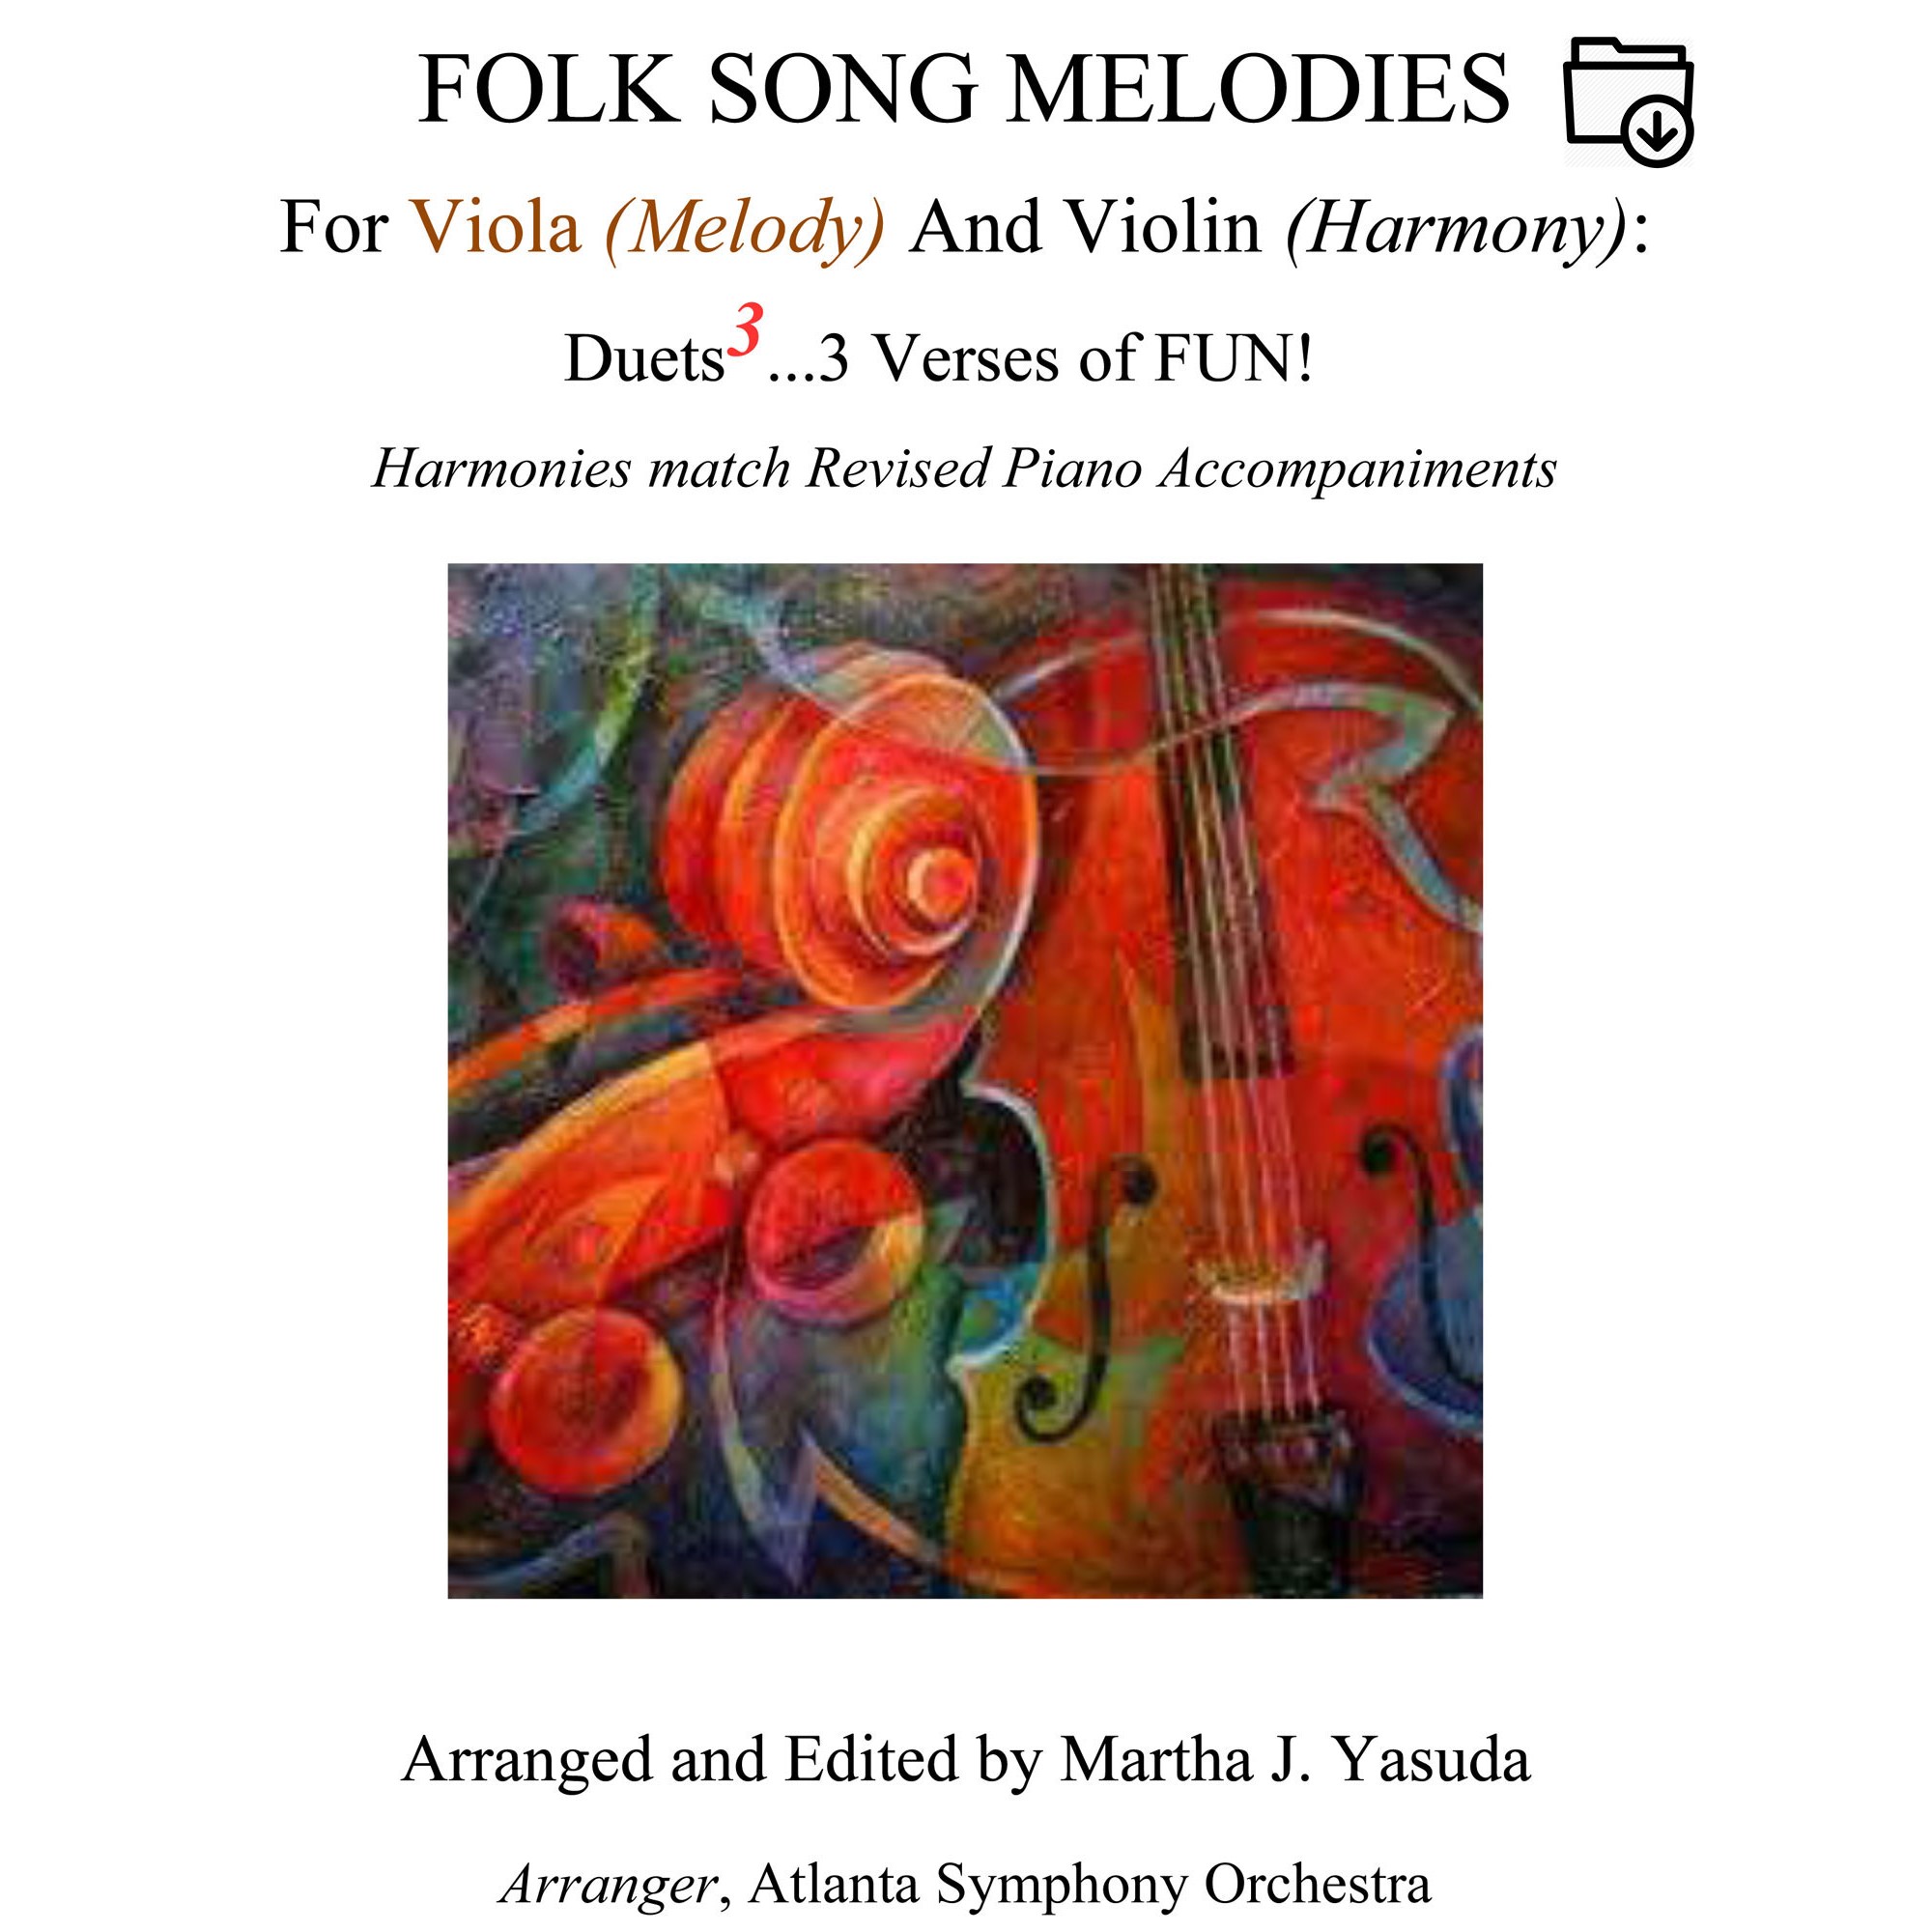 FOLK SONG MELODIES
For Viola (Melody) And Violin (Harmony):
Duets³...3 Verses of FUN!
Harmonies match Revised Piano Accompaniments
Arranged and Edited by Martha J. Yasuda
Arranger, Atlanta Symphony Orchestra